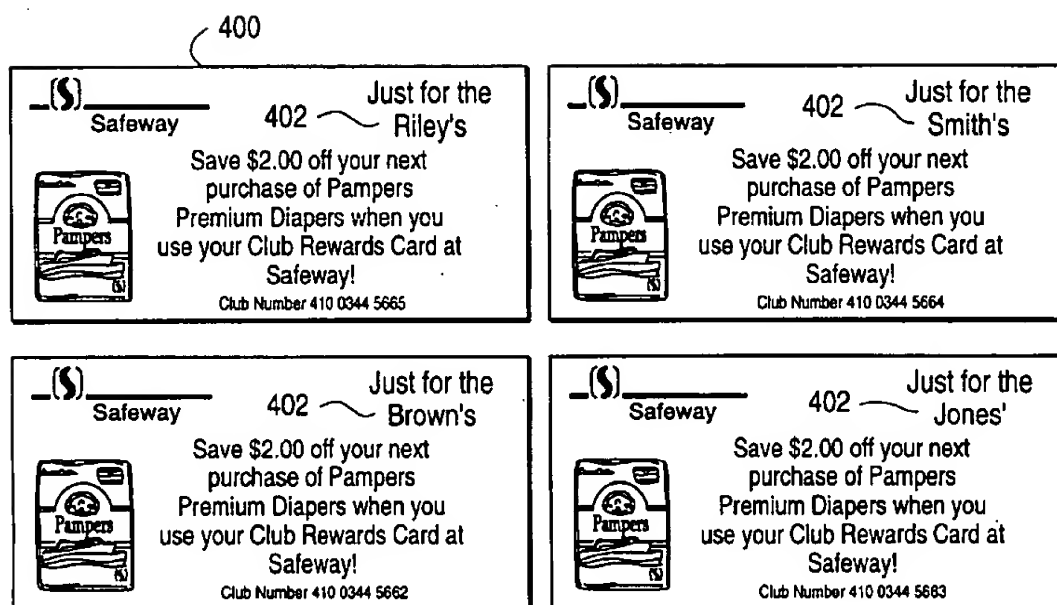 400
Safeway
402
Just for the
Riley's
Save $2.00 off your next
purchase of Pampers
Premium Diapers when you
use your Club Rewards Card at
Safeway!
Pampers
Club Number 410 0344 5665
Safeway
402
Just for the
Smith's
Save $2.00 off your next
purchase of Pampers
Premium Diapers when you
use your Club Rewards Card at
Safeway!
Pampers
Club Number 410 0344 5664
Safeway
402
Just for the
Brown's
Save $2.00 off your next
purchase of Pampers
Premium Diapers when you
use your Club Rewards Card at
Safeway!
Pampers
Club Number 410 0344 5662
Safeway
402
Just for the
Jones'
Save $2.00 off your next
purchase of Pampers
Premium Diapers when you
use your Club Rewards Card at
Safeway!
Pampers
Club Number 410 0344 5663